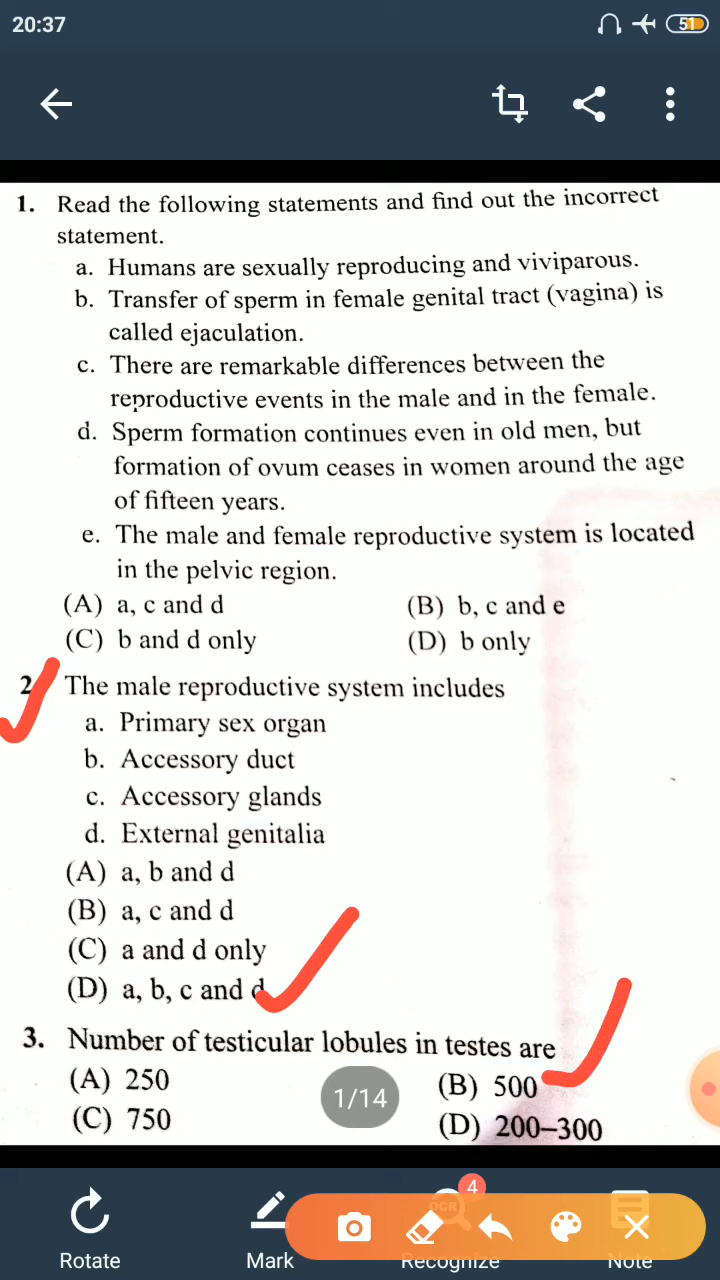 20:37
51
1. Read the following statements and find out the incorrect
statement.
a. Humans are sexually reproducing and viviparous.
b. Transfer of sperm in female genital tract (vagina) is
called ejaculation.
c. There are remarkable differences between the
reproductive events in the male and in the female.
d. Sperm formation continues even in old men, but
formation of ovum ceases in women around the age
of fifteen years.
e. The male and female reproductive system is located
in the pelvic region.
(A) a, c and d (B) b, c and e
(C) b and d only (D) b only
2 The male reproductive system includes
a. Primary sex organ
b. Accessory duct
c. Accessory glands
d. External genitalia
(A) a, b and d
(B) a, c and d
(C) a and d only
(D) a, b, c and d
3. Number of testicular lobules in testes are
(A) 250 (B) 500
1/14
(C) 750 (D) 200–300
4
OCR
Rotate Mark Recognize Note